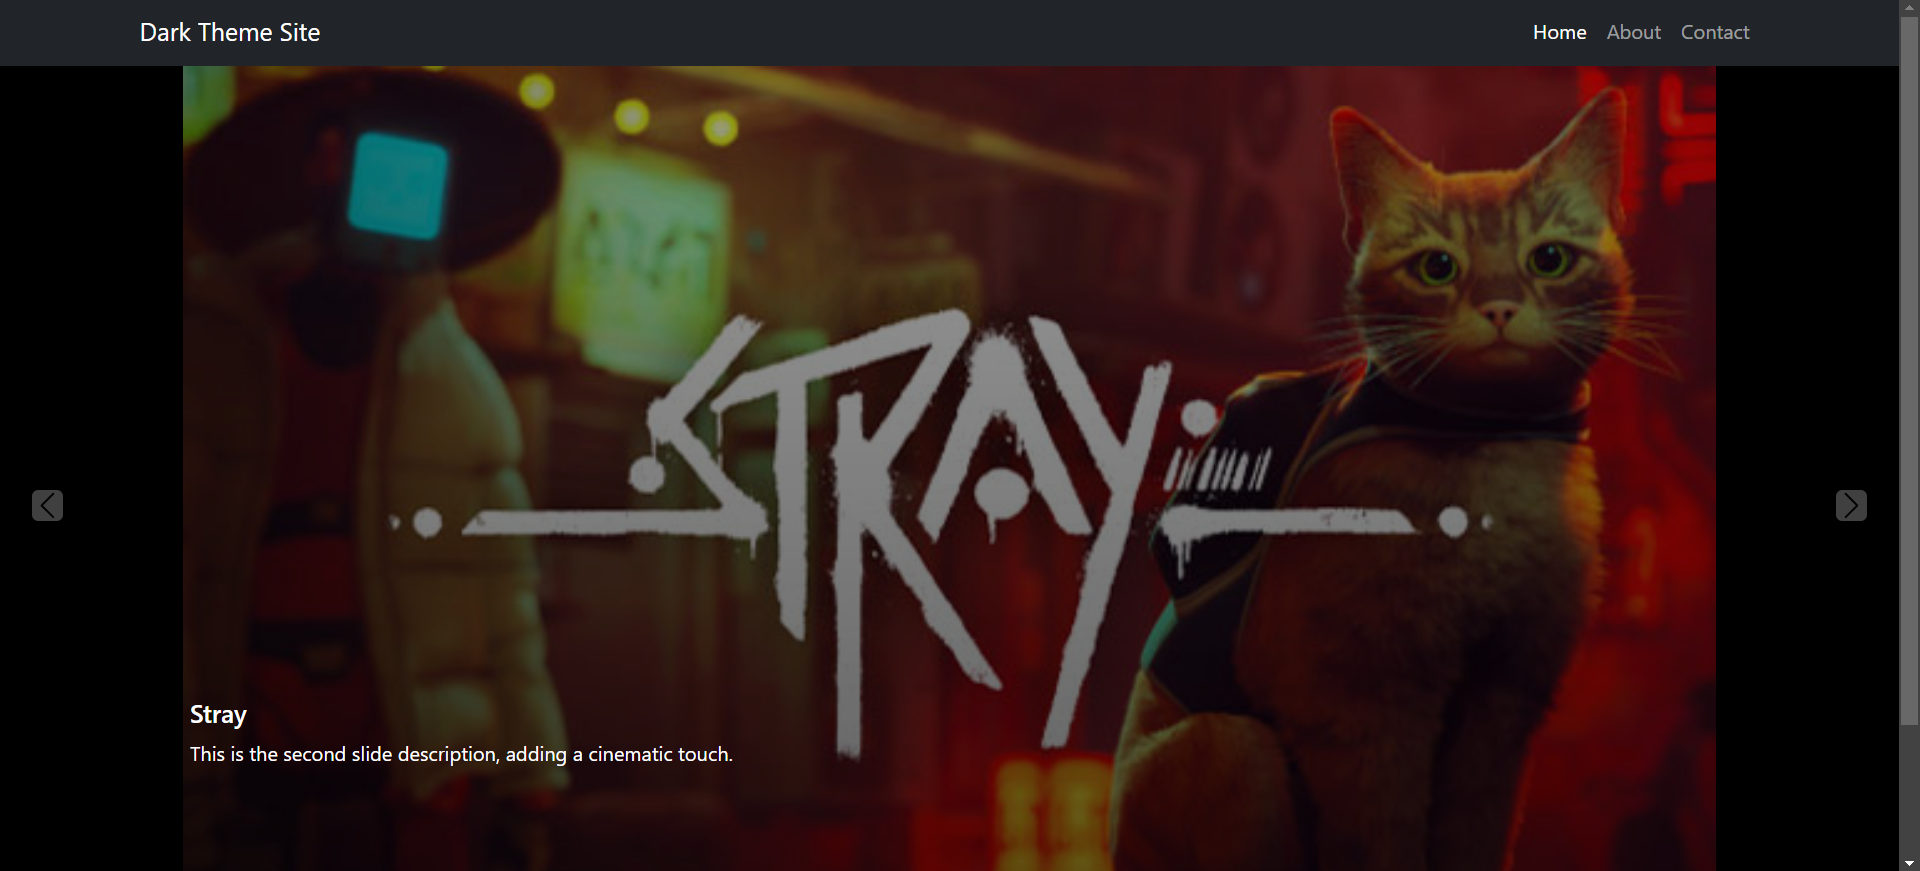 Dark Theme Site
Home About Contact
STRAY
Stray
This is the second slide description, adding a cinematic touch.